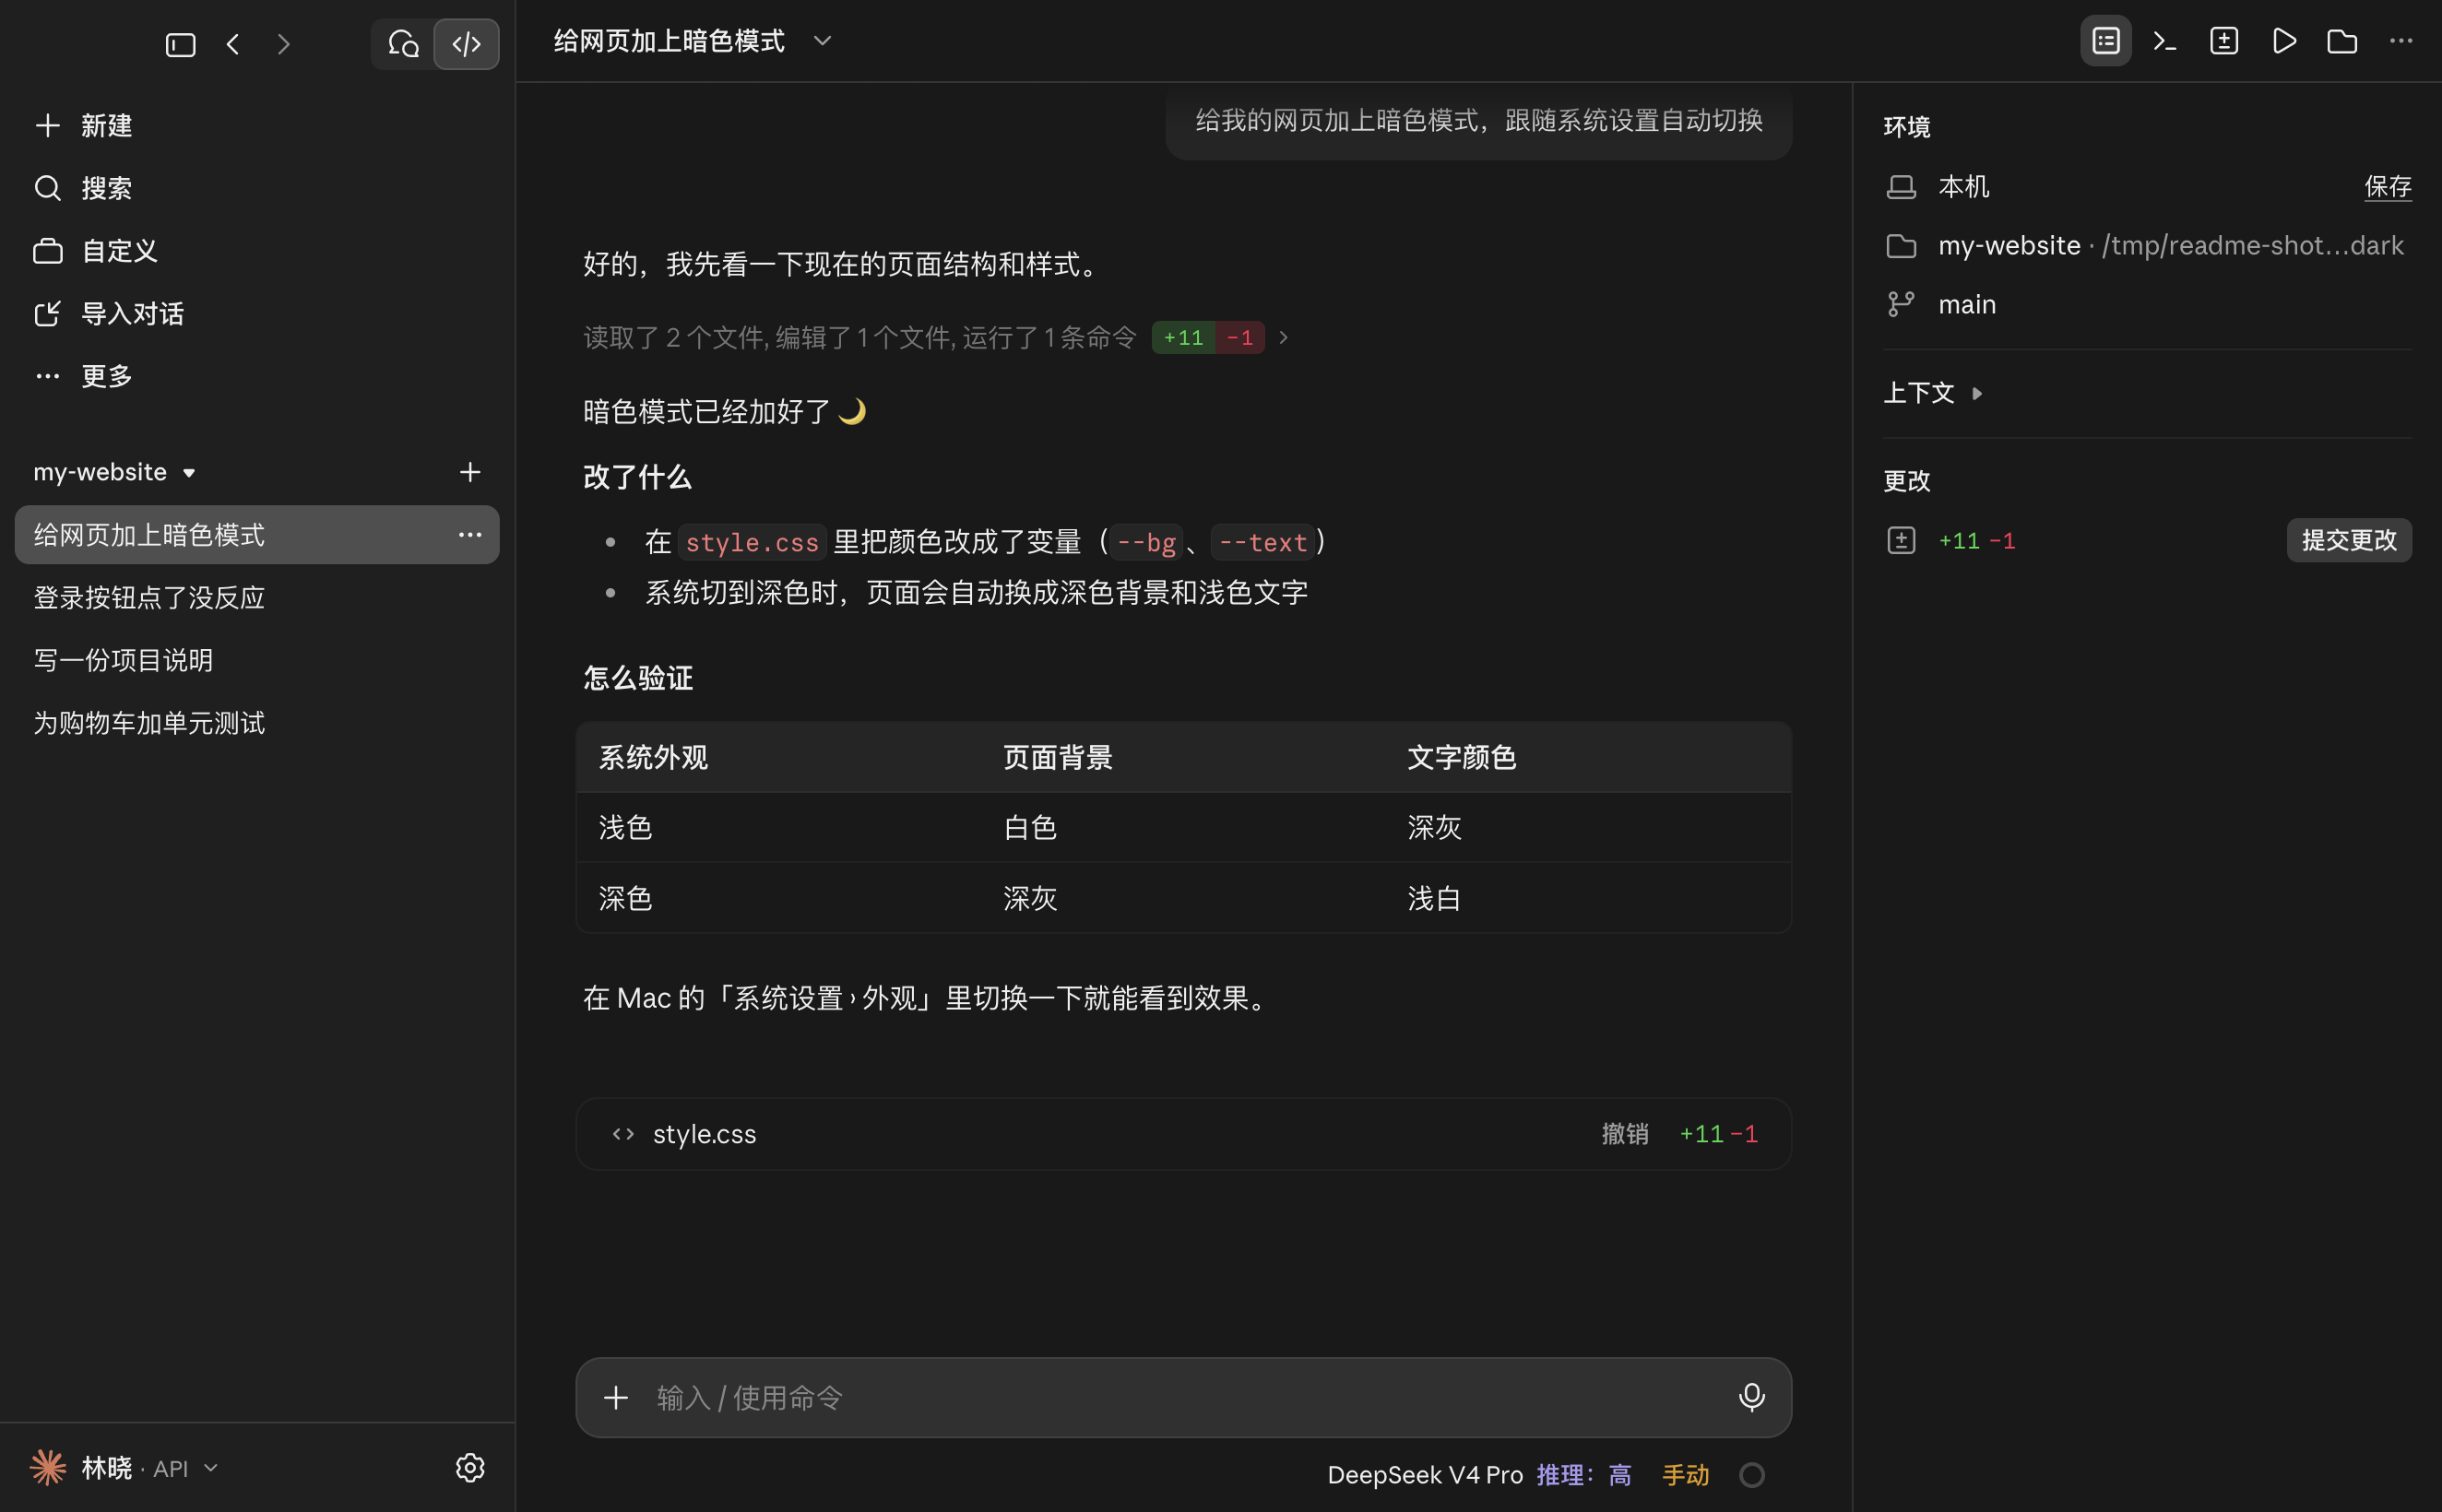 新建
搜索
自定义
导入对话
更多
my-website
给网页加上暗色模式
登录按钮点了没反应
写一份项目说明
为购物车加单元测试
林晓 · API
给网页加上暗色模式
给我的网页加上暗色模式，跟随系统设置自动切换
好的，我先看一下现在的页面结构和样式。
读取了 2 个文件, 编辑了 1 个文件, 运行了 1 条命令 +11 -1
暗色模式已经加好了🌙
改了什么
在 style.css 里把颜色改成了变量（--bg、--text）
系统切到深色时，页面会自动换成深色背景和浅色文字
怎么验证
系统外观 页面背景 文字颜色
浅色 白色 深灰
深色 深灰 浅白
在 Mac 的「系统设置 › 外观」里切换一下就能看到效果。
style.css 撤销 +11 -1
输入 / 使用命令
DeepSeek V4 Pro 推理：高 手动
环境
本机 保存
my-website · /tmp/readme-shot…dark
main
上下文
更改
+11 -1 提交更改